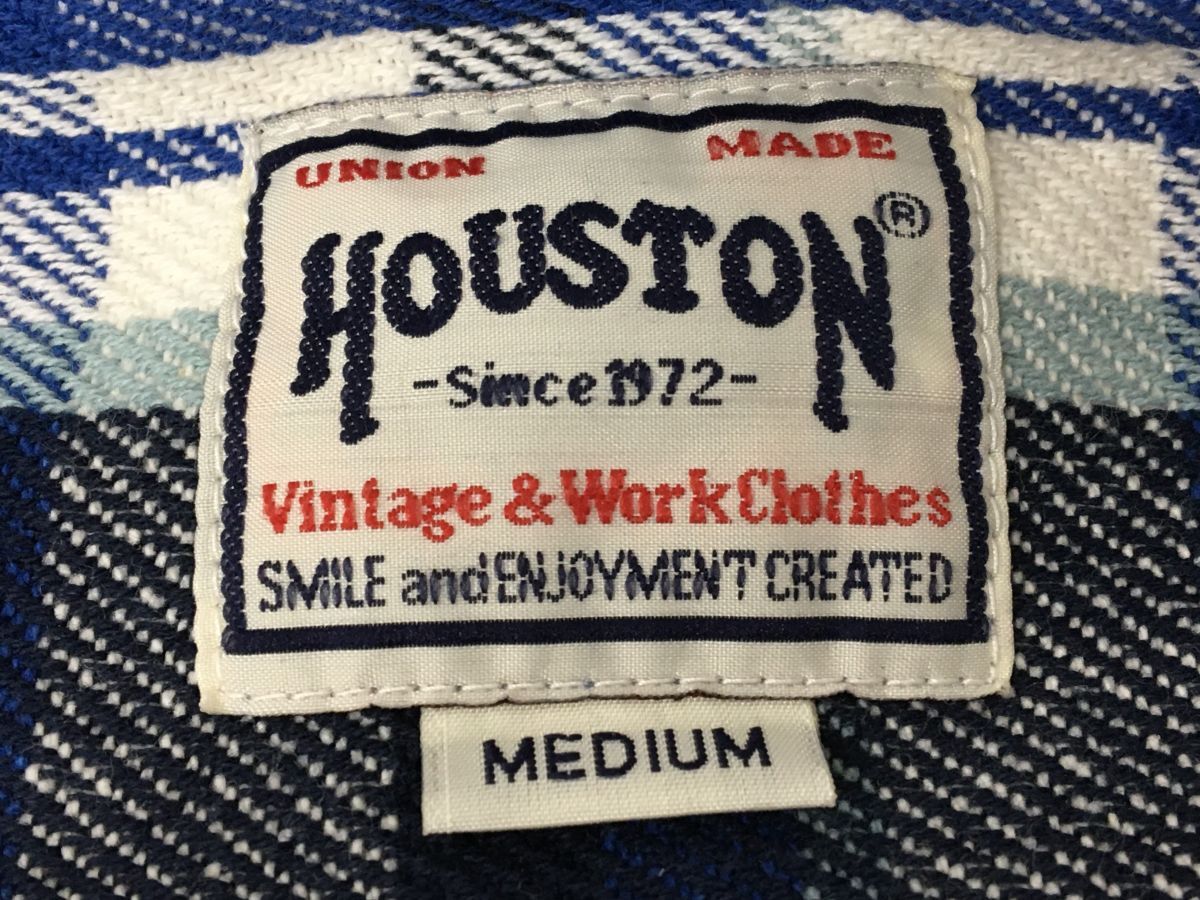 UNION MADE
HOUSTON®
-Since 1972-
Vintage & Work Clothes
SMILE and ENJOYMENT CREATED
MEDIUM